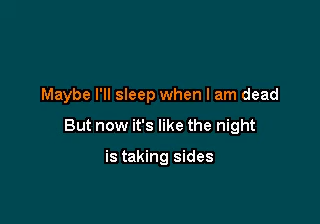 Maybe I'll sleep when I am dead
But now it's like the night
is taking sides